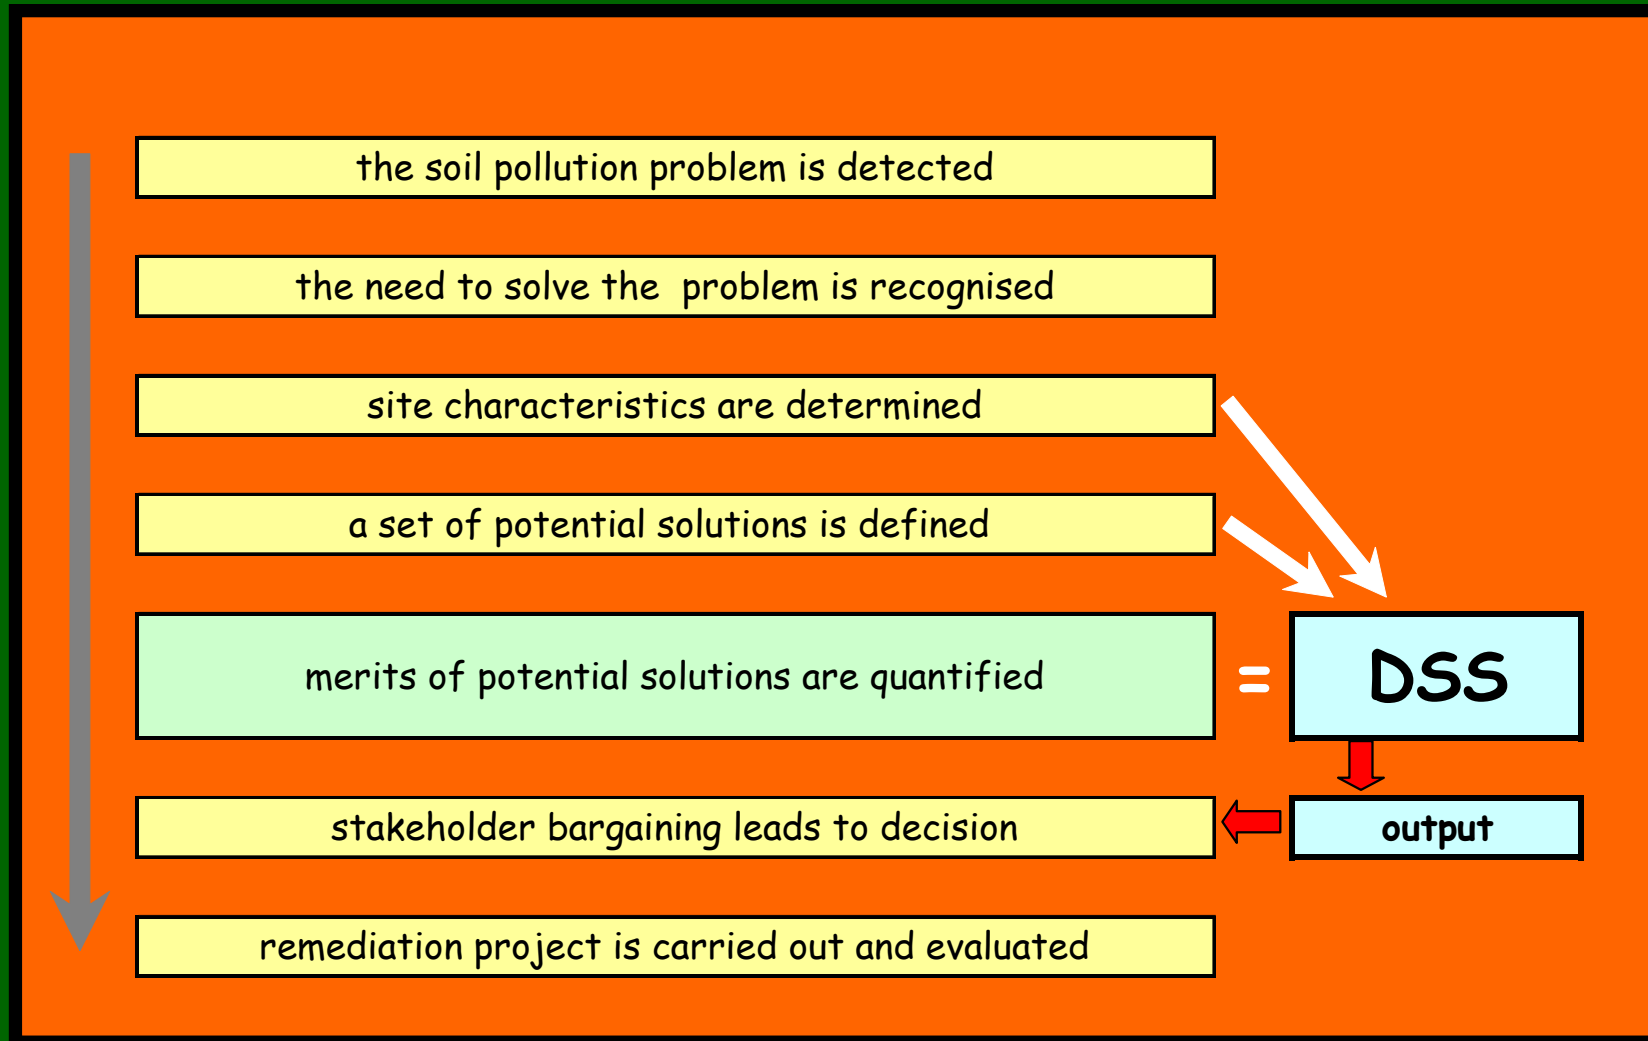 the soil pollution problem is detected
the need to solve the  problem is recognised
site characteristics are determined
a set of potential solutions is defined
merits of potential solutions are quantified
=
DSS
stakeholder bargaining leads to decision
output
remediation project is carried out and evaluated